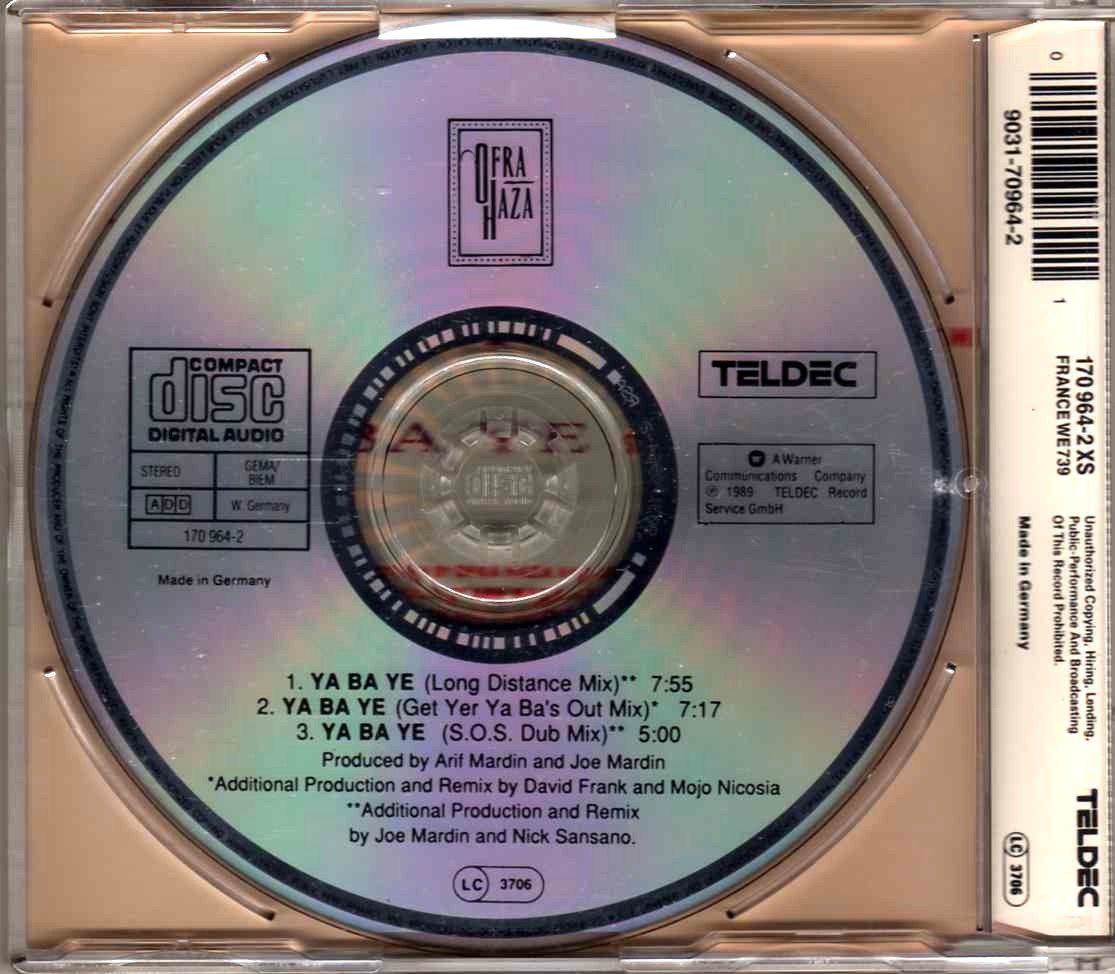 OFRA
HAZA
COMPACT
disc
DIGITAL AUDIO
STEREO
GEMA/
BIEM
ADD
W. Germany
170 964-2
Made in Germany
TELDEC
A Warner
Communications Company
℗ 1989 TELDEC Record
Service GmbH
BA YE
1. YA BA YE (Long Distance Mix)** 7:55
2. YA BA YE (Get Yer Ya Ba's Out Mix)* 7:17
3. YA BA YE (S.O.S. Dub Mix)** 5:00
Produced by Arif Mardin and Joe Mardin
*Additional Production and Remix by David Frank and Mojo Nicosia
**Additional Production and Remix
by Joe Mardin and Nick Sansano.
LC 3706
0
1
9031-70964-2
170 964-2 XS
FRANCE WE 739
Unauthorized Copying, Hiring, Lending,
Public-Performance And Broadcasting
Of This Record Prohibited.
Made in Germany
TELDEC
LC 3706